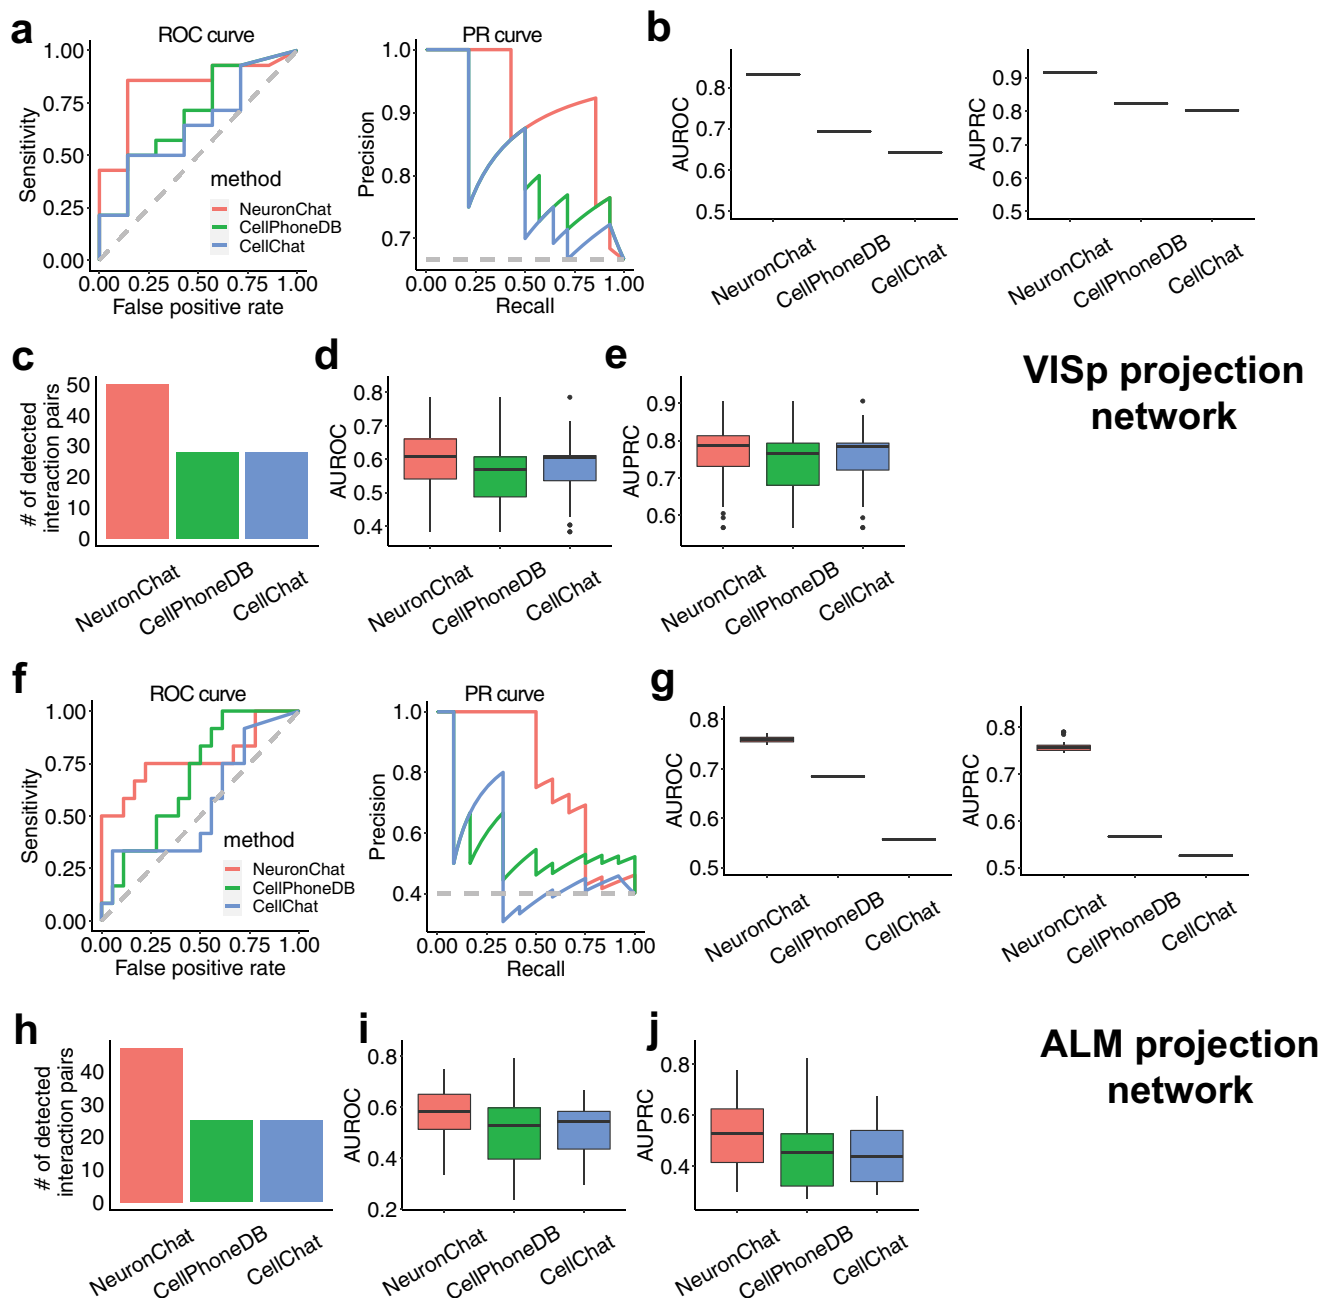 a
ROC curve
1.00
0.75
0.50
0.25
0.00
Sensitivity
method
NeuronChat
CellPhoneDB
CellChat
0.00 0.25 0.50 0.75 1.00
False positive rate
PR curve
1.0
0.9
0.8
0.7
Precision
0.00 0.25 0.50 0.75 1.00
Recall
b
0.8
0.7
0.6
0.5
AUROC
NeuronChat
CellPhoneDB
CellChat
0.9
0.8
0.7
0.6
0.5
AUPRC
NeuronChat
CellPhoneDB
CellChat
c
50
40
30
20
10
0
# of detected
interaction pairs
NeuronChat
CellPhoneDB
CellChat
d
0.8
0.7
0.6
0.5
0.4
AUROC
NeuronChat
CellPhoneDB
CellChat
e
0.9
0.8
0.7
0.6
AUPRC
NeuronChat
CellPhoneDB
CellChat
VISp projection
network
f
ROC curve
1.00
0.75
0.50
0.25
0.00
Sensitivity
method
NeuronChat
CellPhoneDB
CellChat
0.00 0.25 0.50 0.75 1.00
False positive rate
PR curve
1.0
0.8
0.6
0.4
Precision
0.00 0.25 0.50 0.75 1.00
Recall
g
0.8
0.7
0.6
0.5
AUROC
NeuronChat
CellPhoneDB
CellChat
0.8
0.7
0.6
0.5
AUPRC
NeuronChat
CellPhoneDB
CellChat
h
40
30
20
10
0
# of detected
interaction pairs
NeuronChat
CellPhoneDB
CellChat
i
0.8
0.6
0.4
0.2
AUROC
NeuronChat
CellPhoneDB
CellChat
j
0.8
0.6
0.4
AUPRC
NeuronChat
CellPhoneDB
CellChat
ALM projection
network